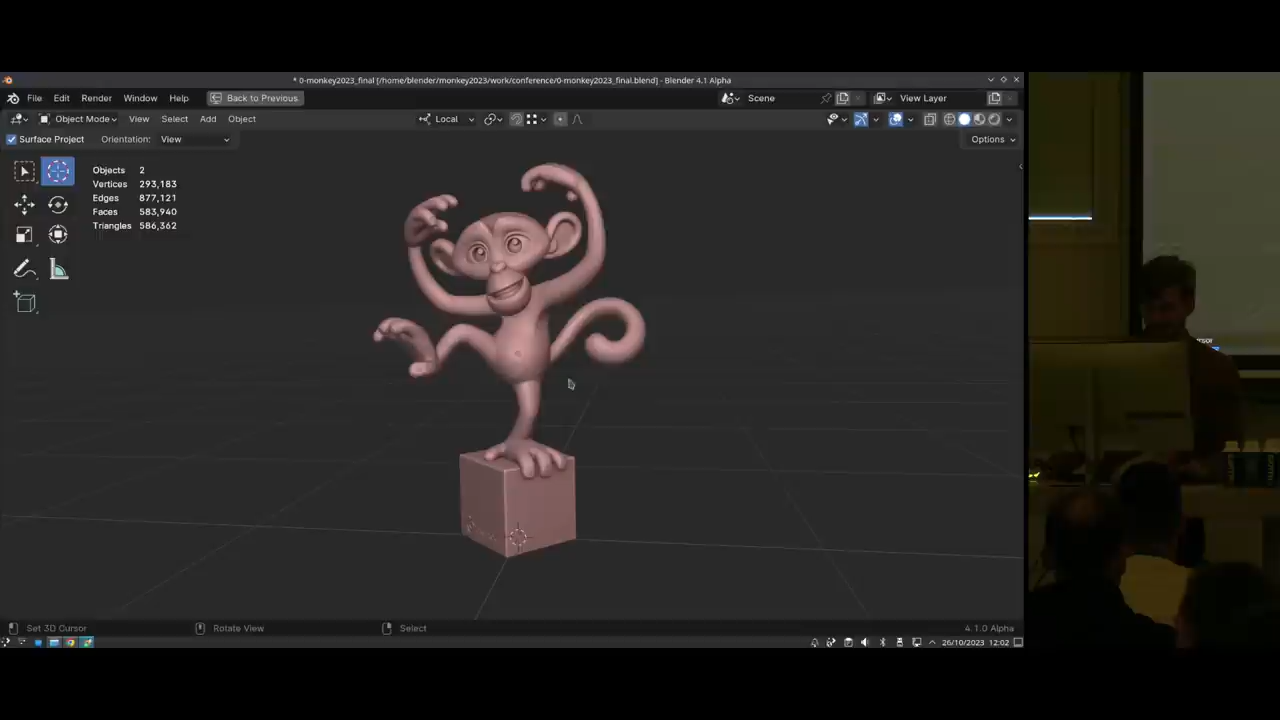 * 0-monkey2023_final [/home/blender/monkey2023/work/conference/0-monkey2023_final.blend] - Blender 4.1 Alpha
File Edit Render Window Help Back to Previous Scene View Layer
Object Mode View Select Add Object Local
Surface Project Orientation: View Options
Objects 2
Vertices 293,183
Edges 877,121
Faces 583,940
Triangles 586,362
Set 3D Cursor Rotate View Select 4.1.0 Alpha
26/10/2023 12:02